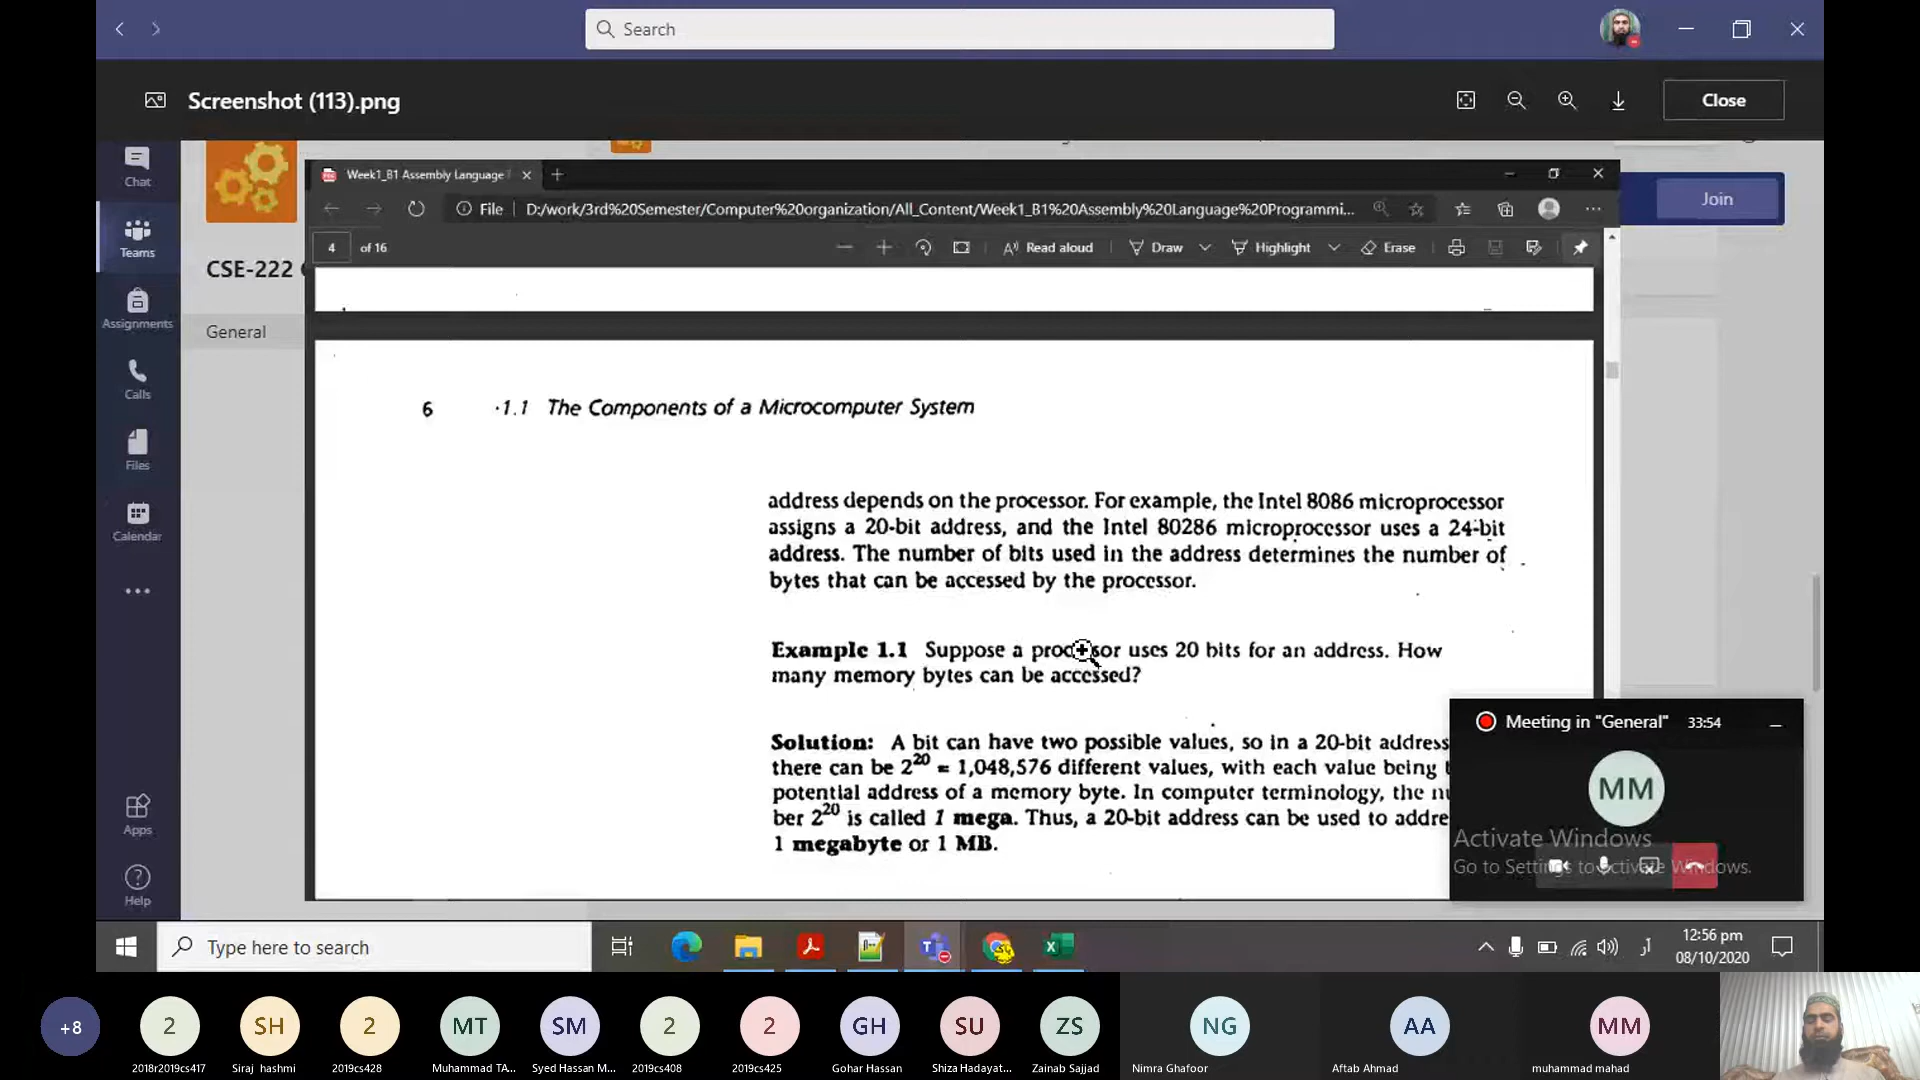 Search
Screenshot (113).png
Close
Chat
Teams
Assignments
Calls
Files
Calendar
Apps
Help
CSE-222
General
Join
Week1_B1 Assembly Language
File
D:/work/3rd%20Semester/Computer%20organization/All_Content/Week1_B1%20Assembly%20Language%20Programmi...
4 of 16
Read aloud
Draw
Highlight
Erase
6 1.1 The Components of a Microcomputer System
address depends on the processor. For example, the Intel 8086 microprocessor
assigns a 20-bit address, and the Intel 80286 microprocessor uses a 24-bit
address. The number of bits used in the address determines the number of
bytes that can be accessed by the processor.
Example 1.1 Suppose a processor uses 20 bits for an address. How
many memory bytes can be accessed?
Solution: A bit can have two possible values, so in a 20-bit address
there can be 2²⁰ = 1,048,576 different values, with each value being
potential address of a memory byte. In computer terminology, the
ber 2²⁰ is called 1 mega. Thus, a 20-bit address can be used to addre
1 megabyte or 1 MB.
Meeting in "General" 33:54
MM
Activate Windows
Go to Settings to activate Windows.
Type here to search
12:56 pm
08/10/2020
+8
2
SH
2
MT
SM
2
2
GH
SU
ZS
NG
AA
MM
2018r2019cs417
Siraj hashmi
2019cs428
Muhammad TA...
Syed Hassan M...
2019cs408
2019cs425
Gohar Hassan
Shiza Hadayat...
Zainab Sajjad
Nimra Ghafoor
Aftab Ahmad
muhammad mahad